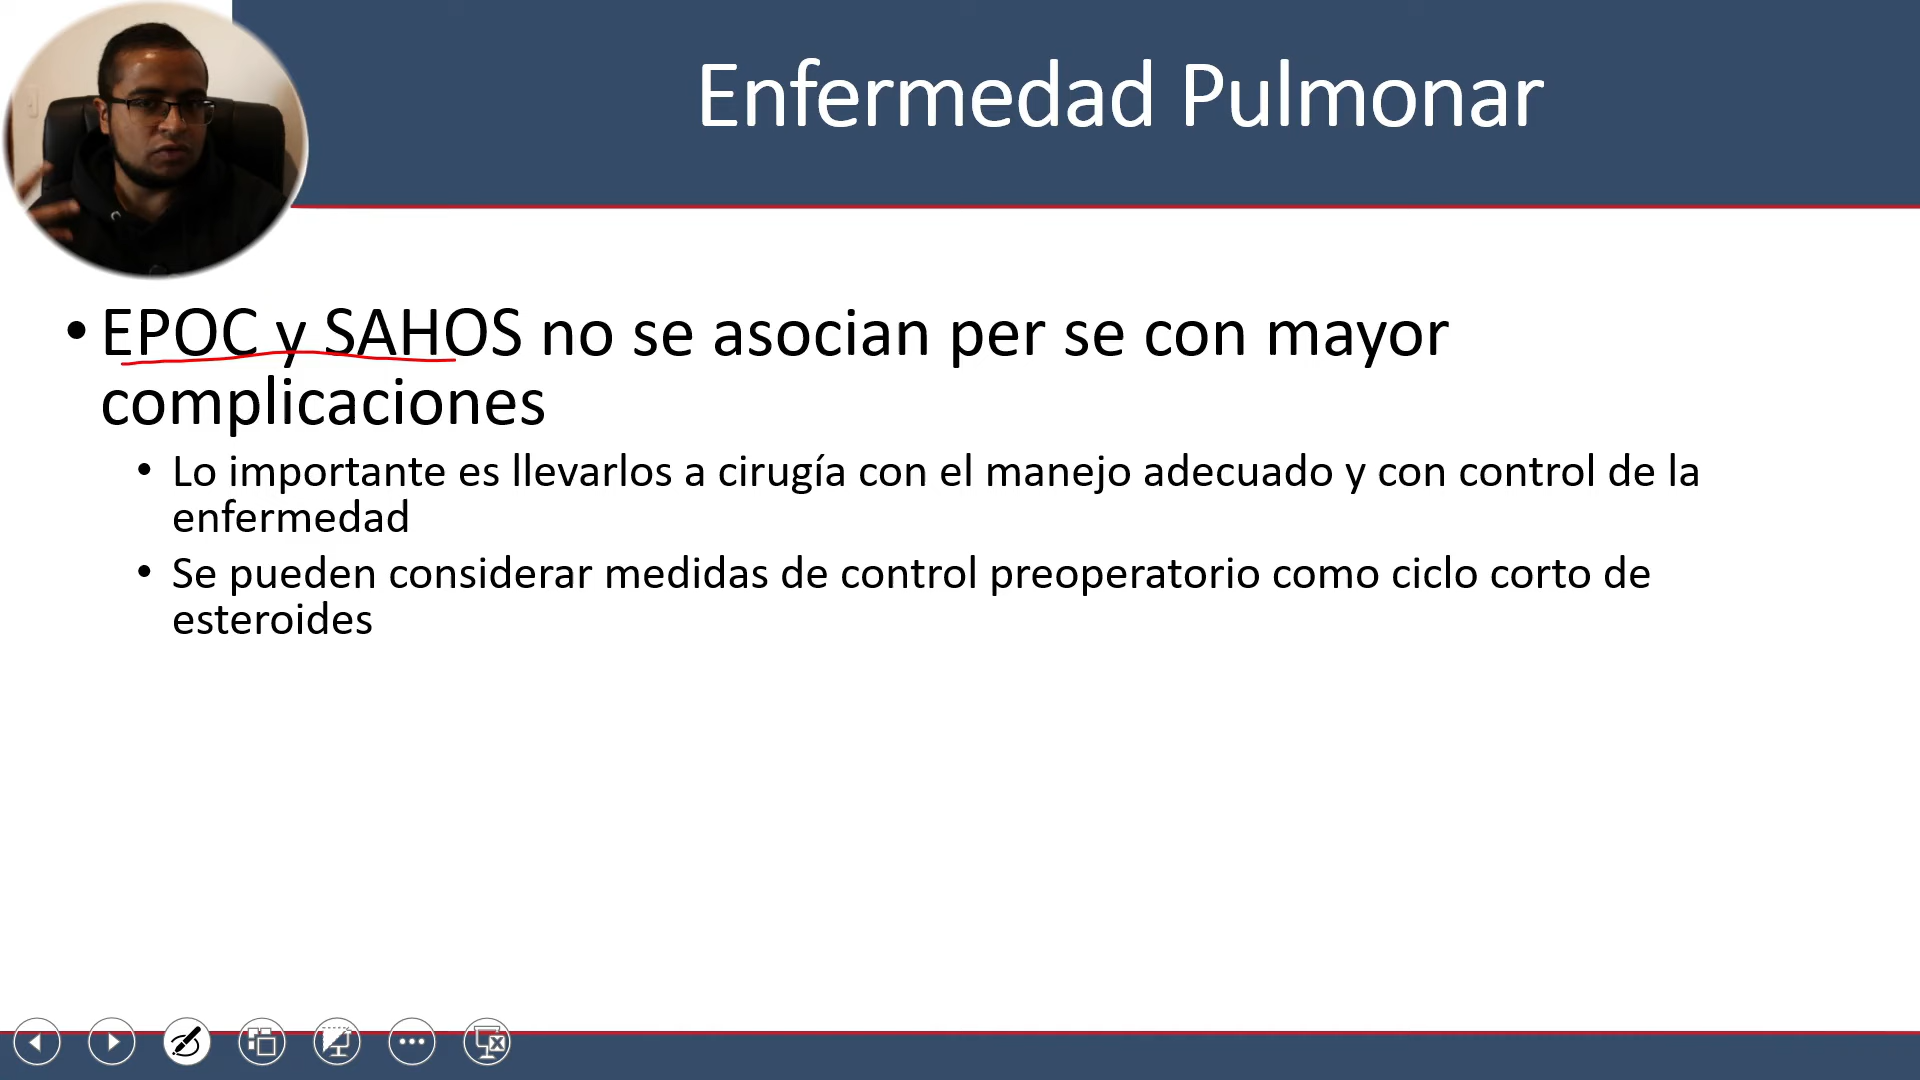 Enfermedad Pulmonar
• EPOC y SAHOS no se asocian per se con mayor
complicaciones
• Lo importante es llevarlos a cirugía con el manejo adecuado y con control de la
enfermedad
• Se pueden considerar medidas de control preoperatorio como ciclo corto de
esteroides